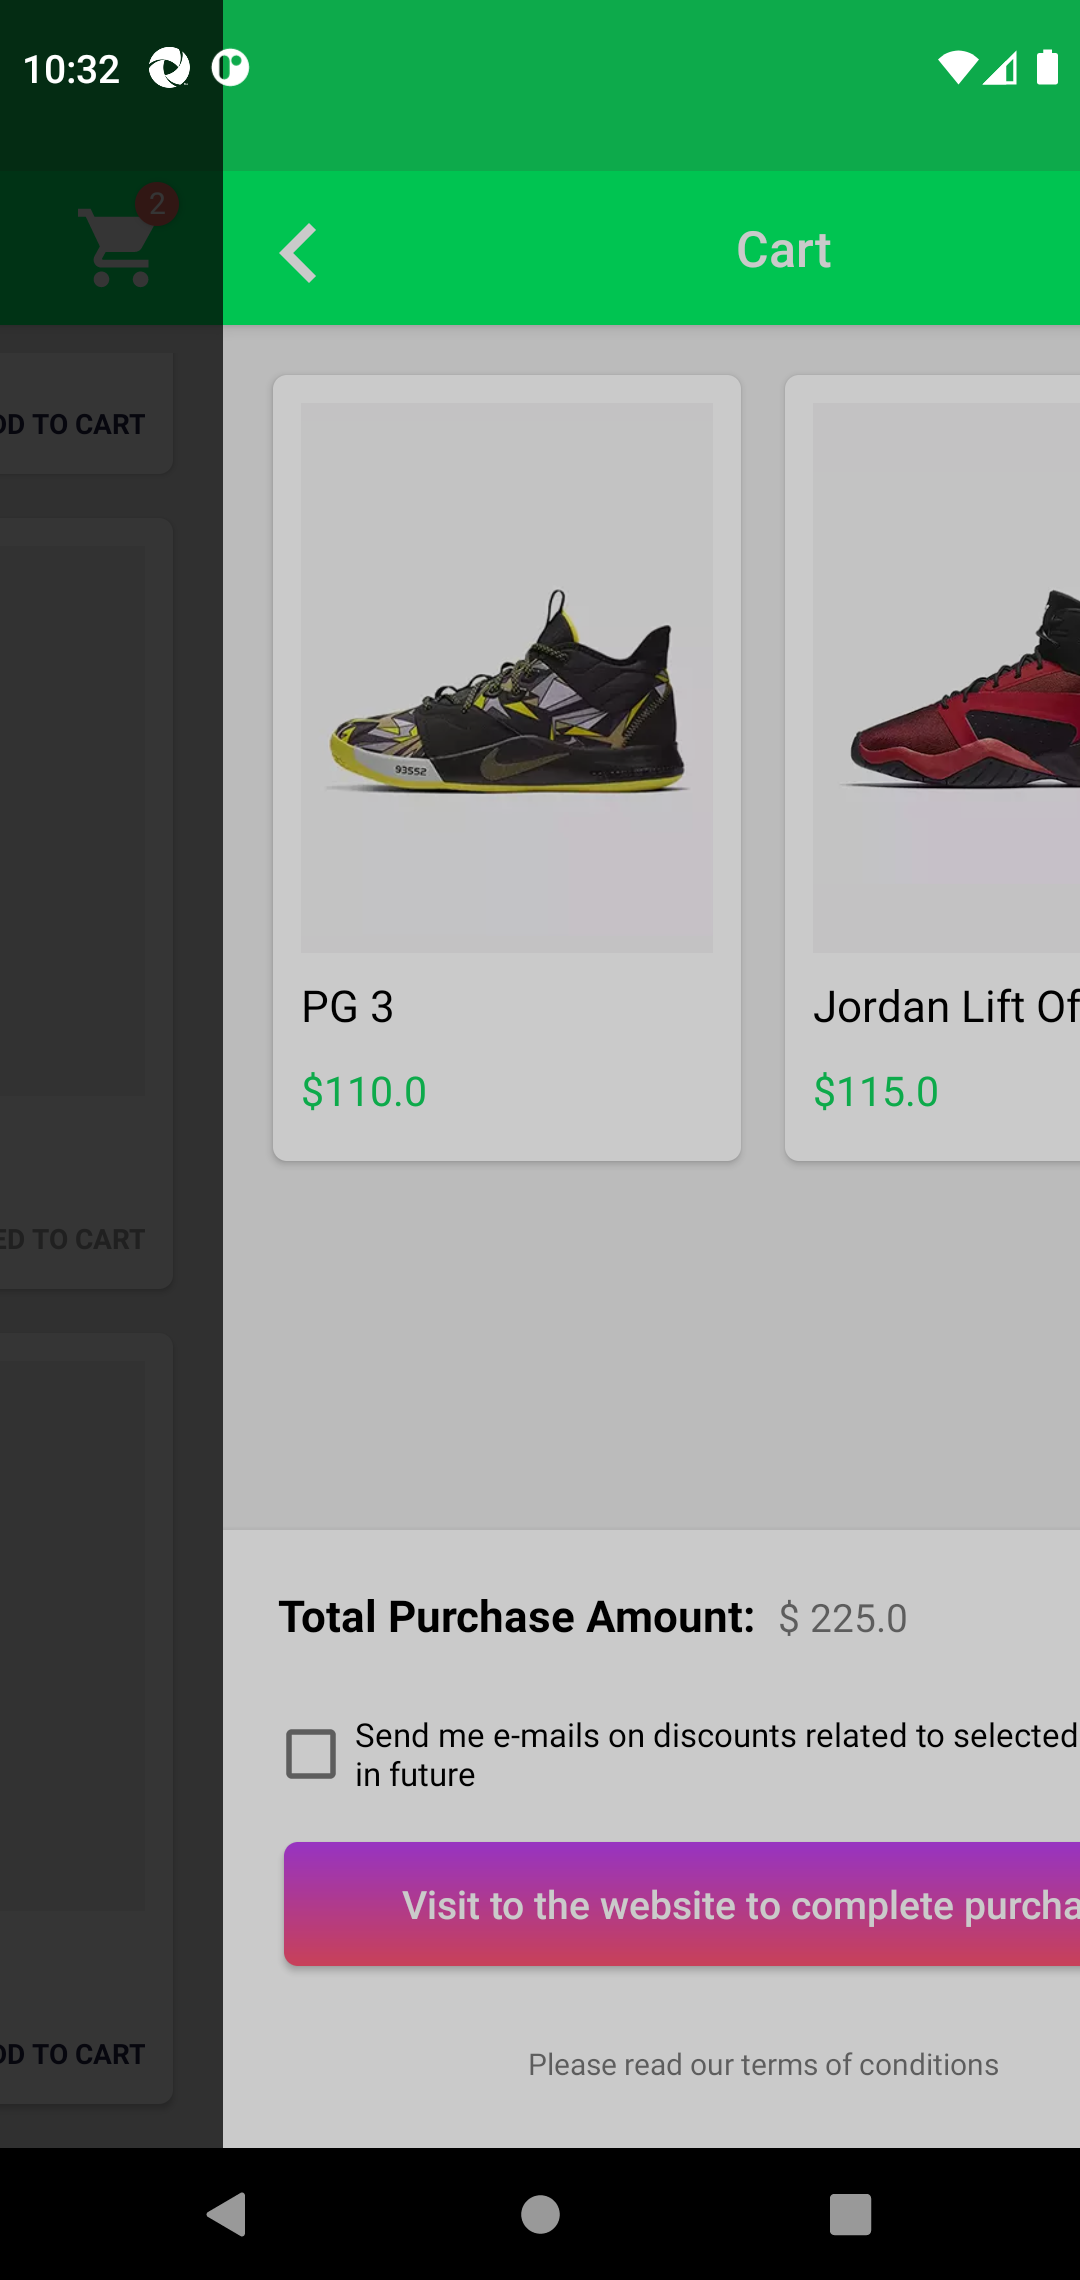 10:32
2
Cart
DD TO CART
PG 3
$110.0
Jordan Lift Of
$115.0
ED TO CART
Total Purchase Amount: $ 225.0
Send me e-mails on discounts related to selected
in future
Visit to the website to complete purcha
DD TO CART
Please read our terms of conditions
93552